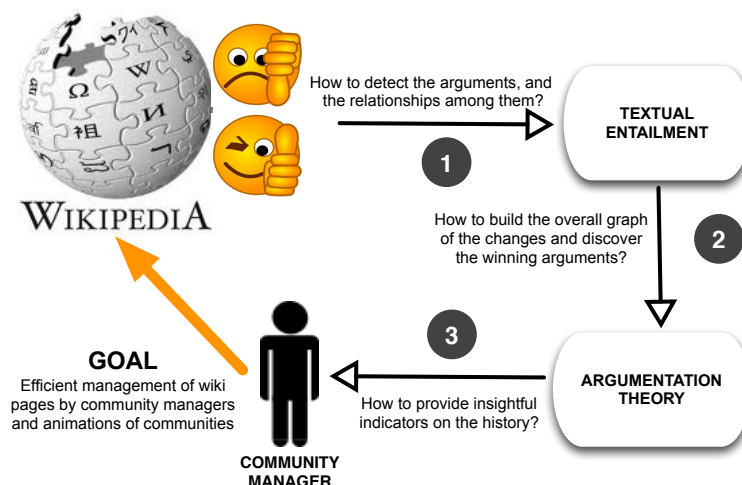 WIKIPEDIA
Ω
W
И
祖
How to detect the arguments, and
the relationships among them?
1
TEXTUAL
ENTAILMENT
How to build the overall graph
of the changes and discover
the winning arguments?
2
3
GOAL
Efficient management of wiki
pages by community managers
and animations of communities
How to provide insightful
indicators on the history?
ARGUMENTATION
THEORY
COMMUNITY
MANAGER